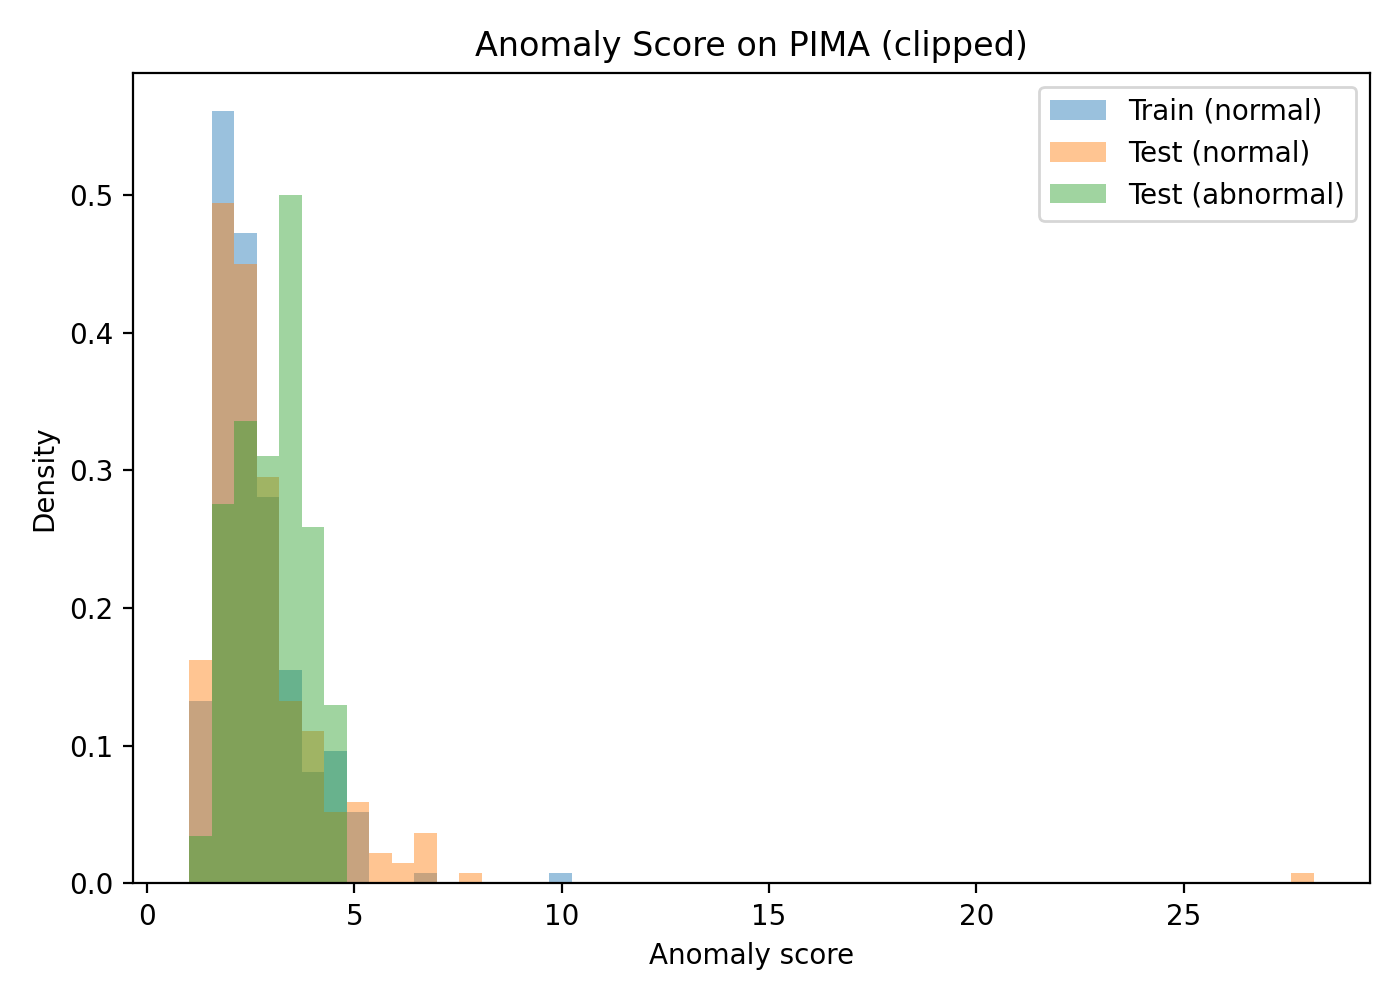 Anomaly Score on PIMA (clipped)
Train (normal)
Test (normal)
Test (abnormal)
Density
0.5
0.4
0.3
0.2
0.1
0.0
0 5 10 15 20 25
Anomaly score